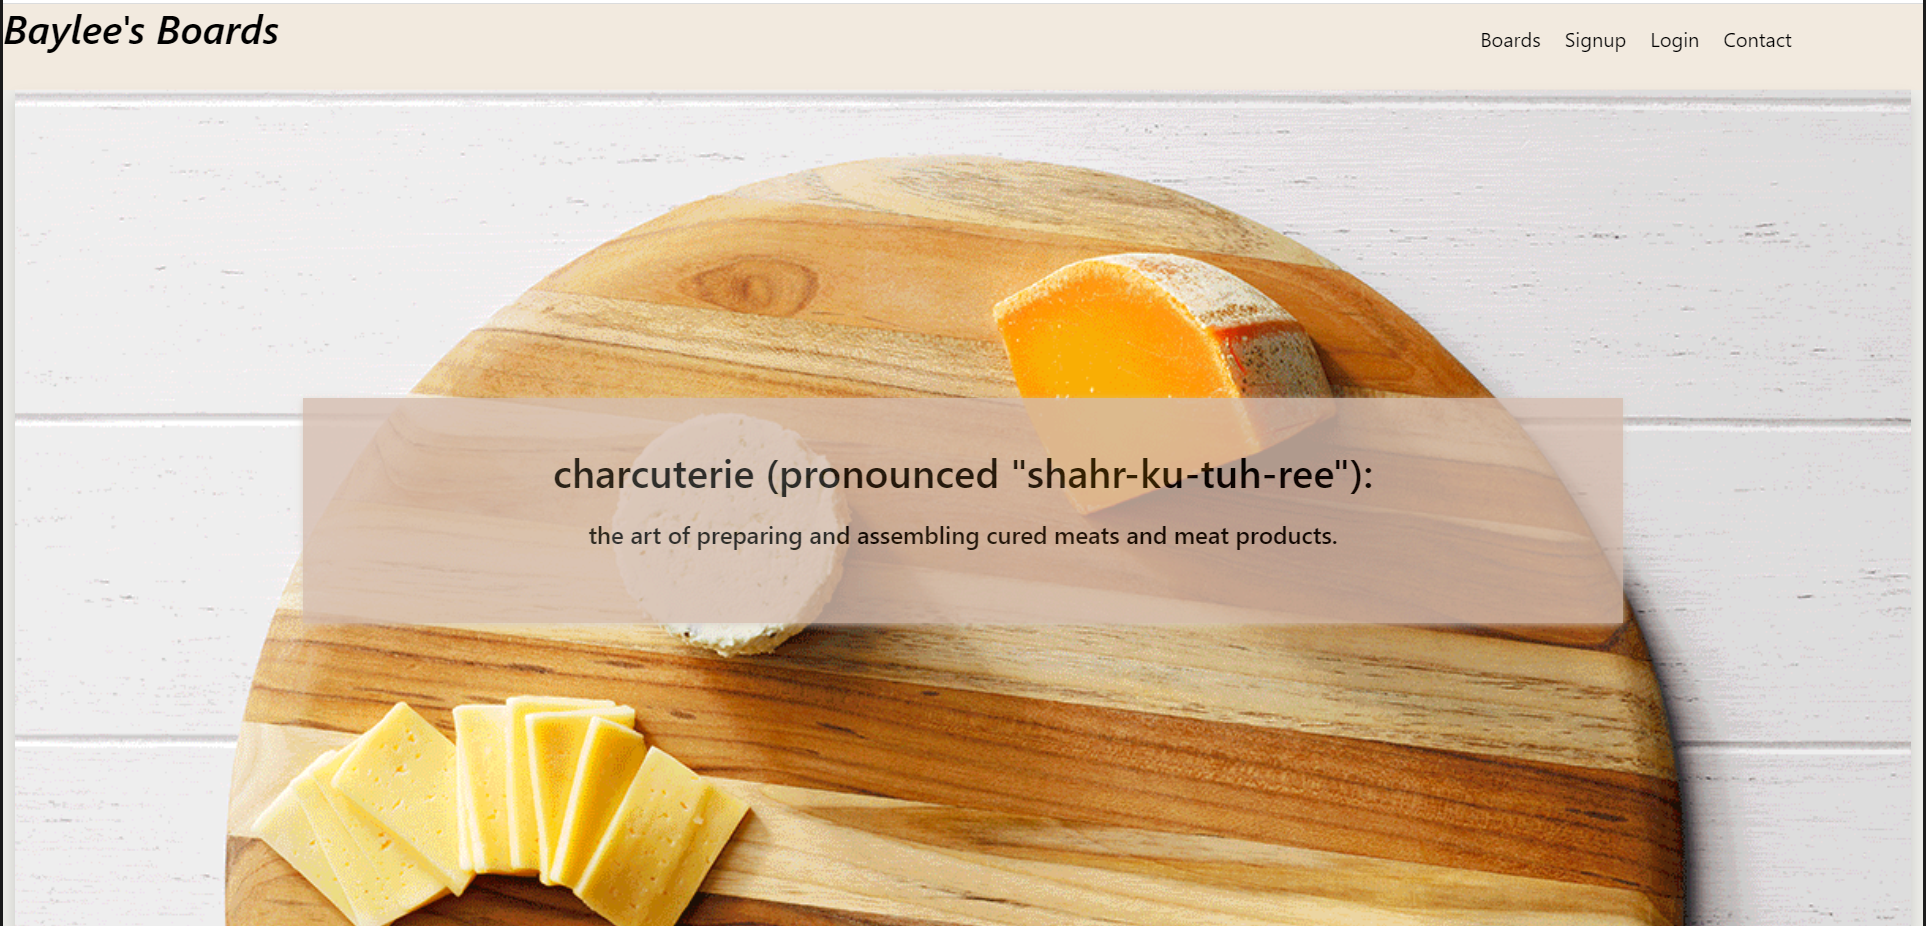 Baylee's Boards
Boards Signup Login Contact
charcuterie (pronounced "shahr-ku-tuh-ree"):
the art of preparing and assembling cured meats and meat products.